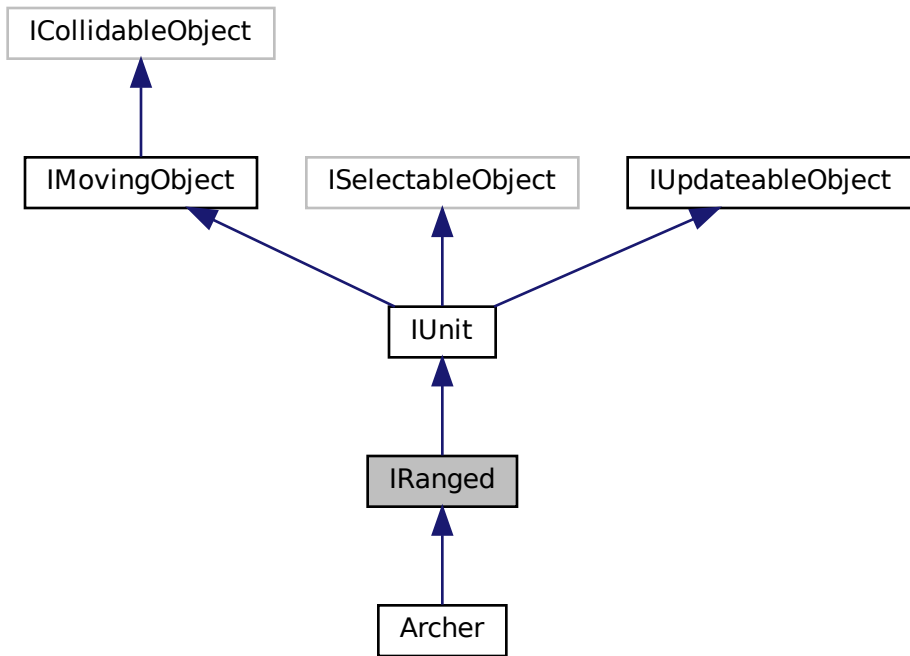 ICollidableObject
IMovingObject
ISelectableObject
IUpdateableObject
IUnit
IRanged
Archer